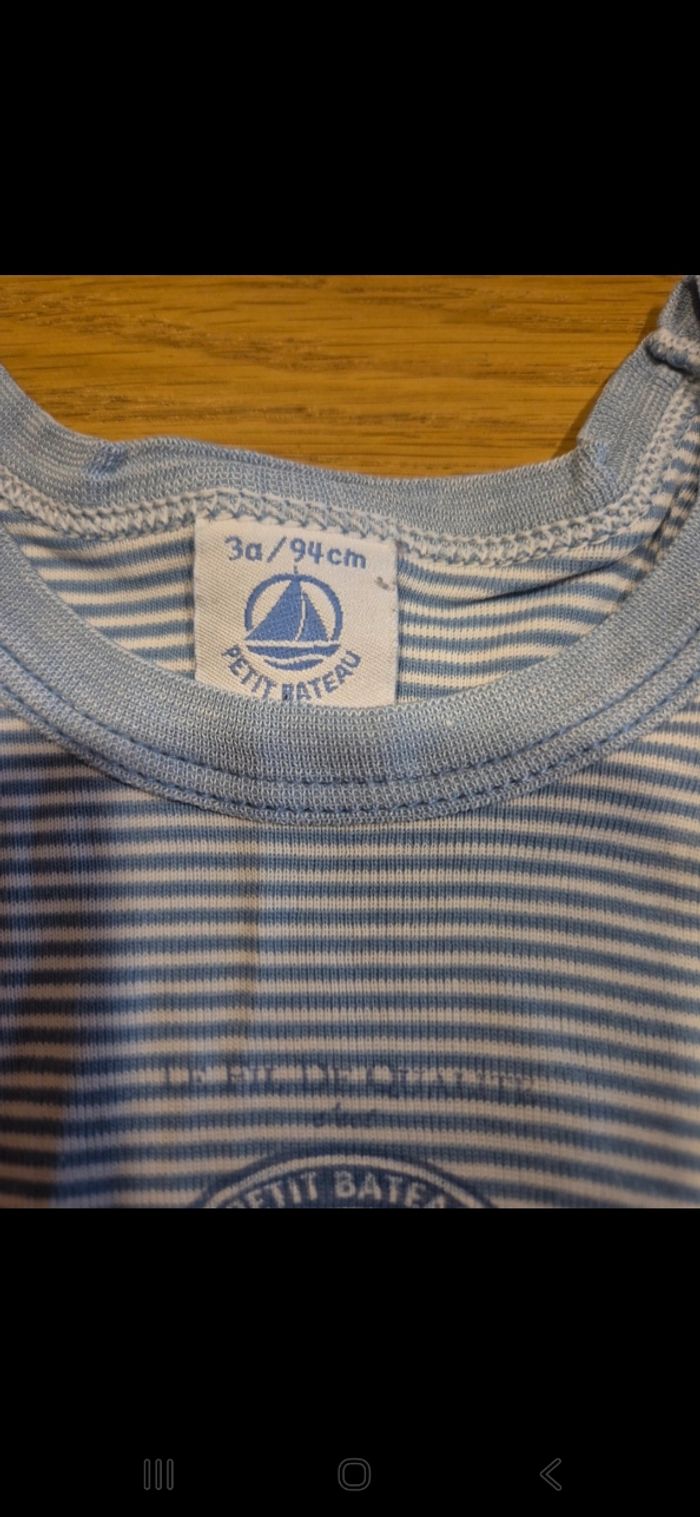 3a/94cm
PETIT BATEAU
LE FIL DE QUALITE
PETIT BATEA